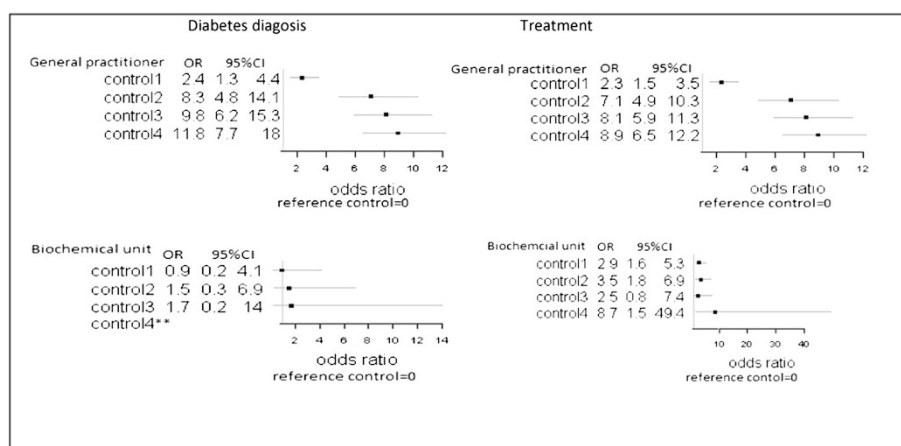 Diabetes diagosis
General practitioner OR 95%CI
control1 2.4 1.3 4.4
control2 8.3 4.8 14.1
control3 9.8 6.2 15.3
control4 11.8 7.7 18
2 4 6 8 10 12
odds ratio
reference control=0
Treatment
General practitioner OR 95%CI
control1 2.3 1.5 3.5
control2 7.1 4.9 10.3
control3 8.1 5.9 11.3
control4 8.9 6.5 12.2
2 4 6 8 10 12
odds ratio
reference control=0
Biochemical unit OR 95%CI
control1 0.9 0.2 4.1
control2 1.5 0.3 6.9
control3 1.7 0.2 14
control4**
2 4 6 8 10 12 14
odds ratio
reference control=0
Biochemcial unit OR 95%CI
control1 2.9 1.6 5.3
control2 3.5 1.8 6.9
control3 2.5 0.8 7.4
control4 8.7 1.5 49.4
10 20 30 40
odds ratio
reference contol=0